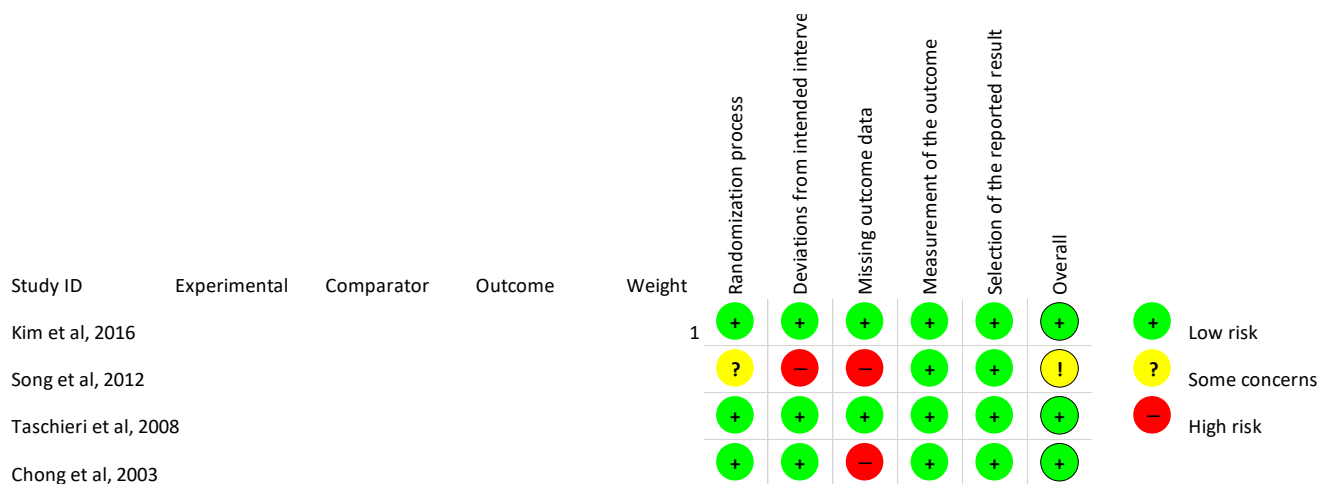 Randomization process
Deviations from intended interve
Missing outcome data
Measurement of the outcome
Selection of the reported result
Overall
Study ID Experimental Comparator Outcome Weight
Kim et al, 2016 1 + + + + + +
Song et al, 2012 ? – – + + !
Taschieri et al, 2008 + + + + + +
Chong et al, 2003 + + – + + +
+ Low risk
? Some concerns
– High risk